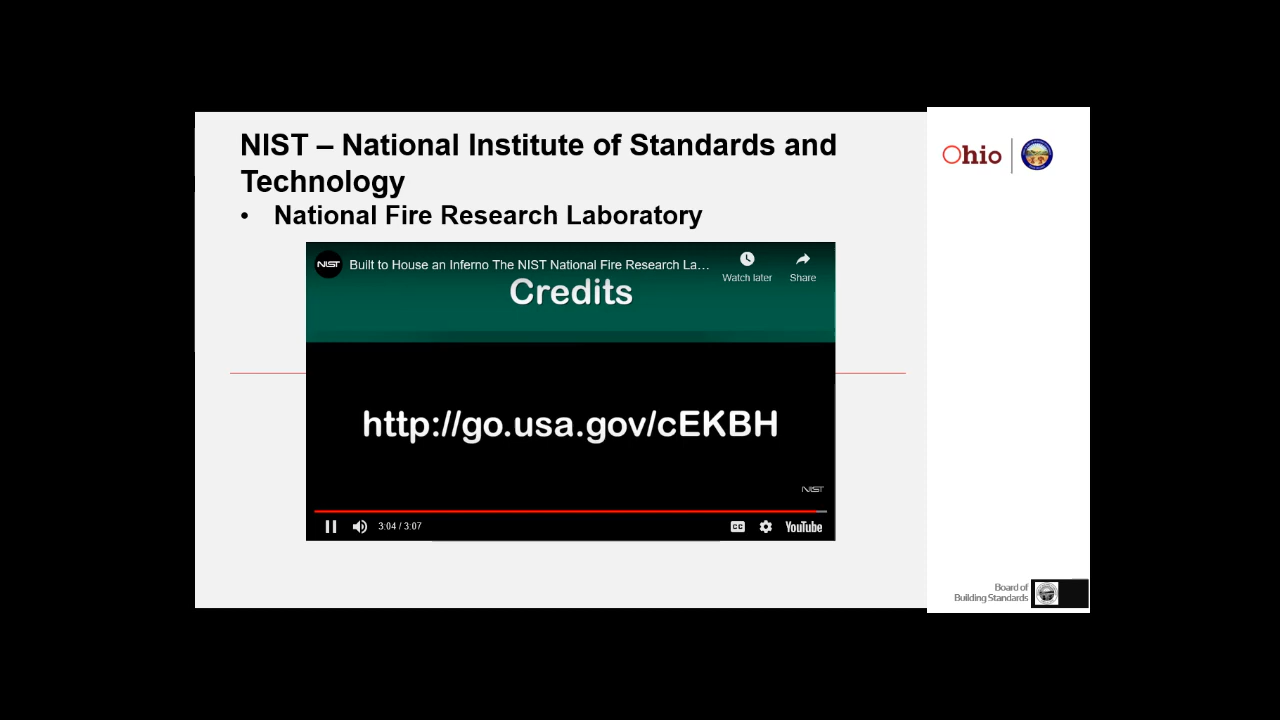 NIST – National Institute of Standards and
Technology
• National Fire Research Laboratory
Ohio
NIST
Built to House an Inferno The NIST National Fire Research La...
Watch later
Share
Credits
http://go.usa.gov/cEKBH
NIST
3:04 / 3:07
CC
YouTube
Board of
Building Standards